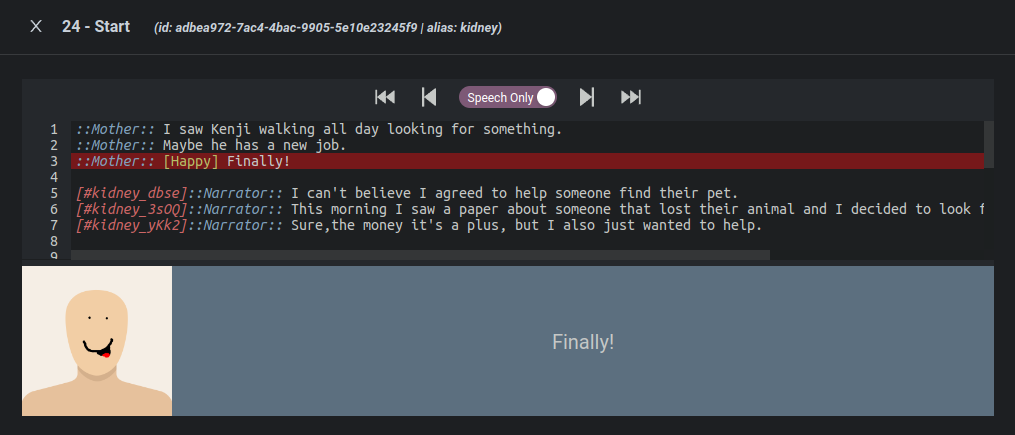 X 24 - Start (id: adbea972-7ac4-4bac-9905-5e10e23245f9 | alias: kidney)
Speech Only
1 ::Mother:: I saw Kenji walking all day looking for something.
2 ::Mother:: Maybe he has a new job.
3 ::Mother:: [Happy] Finally!
4
5 [#kidney_dbse]::Narrator:: I can't believe I agreed to help someone find their pet.
6 [#kidney_3sOQ]::Narrator:: This morning I saw a paper about someone that lost their animal and I decided to look f
7 [#kidney_yKk2]::Narrator:: Sure,the money it's a plus, but I also just wanted to help.
8
9
Finally!